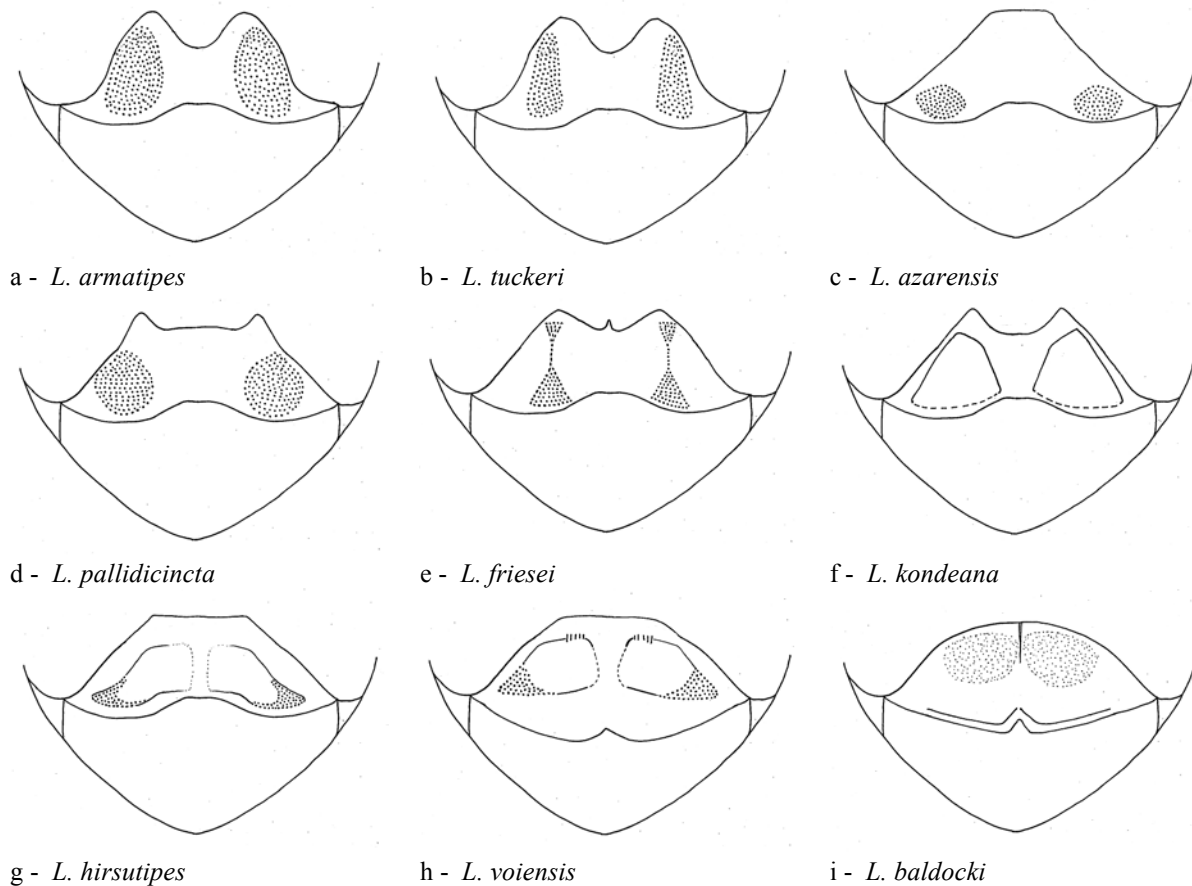 a - L. armatipes
b - L. tuckeri
c - L. azarensis
d - L. pallidicincta
e - L. friesei
f - L. kondeana
g - L. hirsutipes
h - L. voiensis
i - L. baldocki